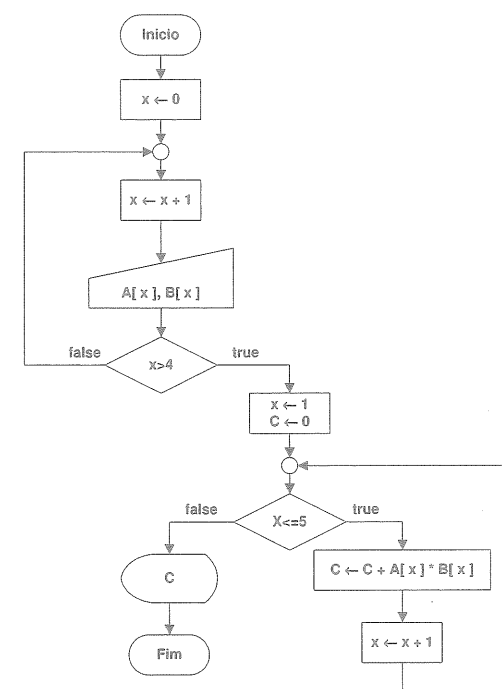 Inicio
x ← 0
x ← x + 1
A[ x ], B[ x ]
false
x>4
true
x ← 1
C ← 0
false
X<=5
true
C
C ← C + A[ x ] * B[ x ]
x ← x + 1
Fim